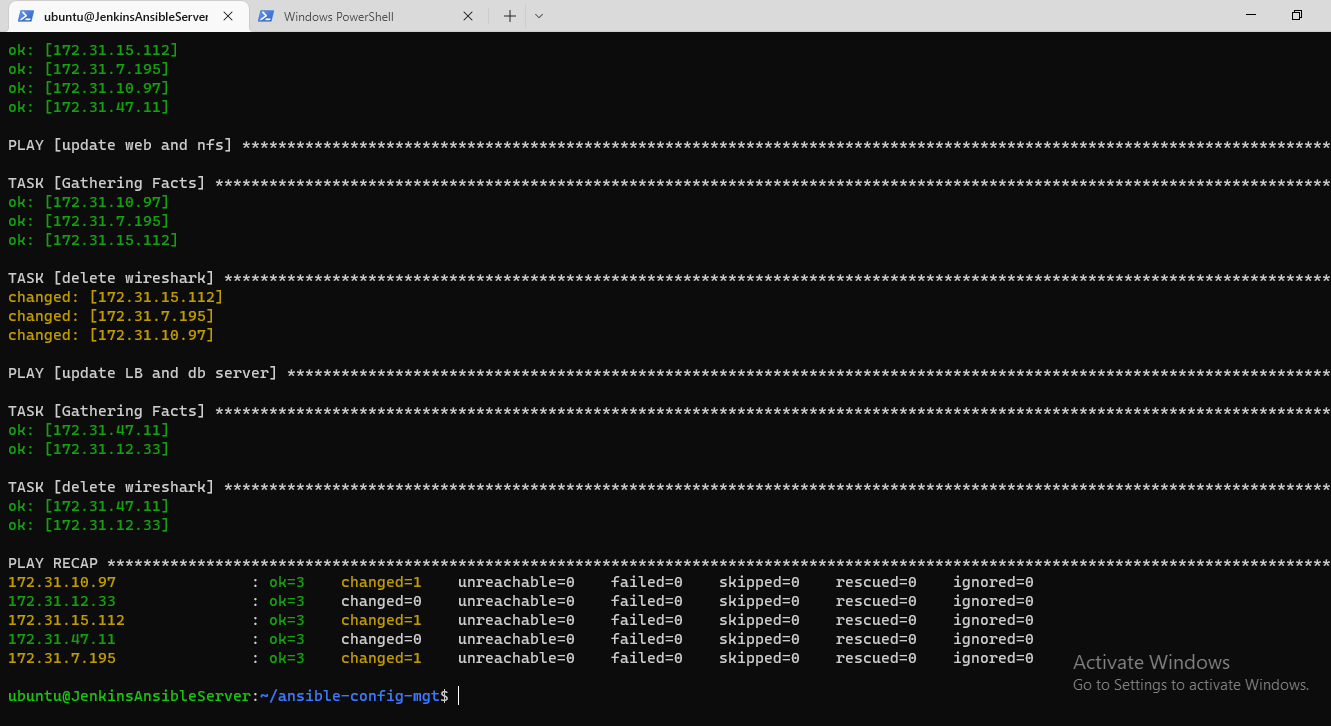 ubuntu@JenkinsAnsibleServer Windows PowerShell
ok: [172.31.15.112]
ok: [172.31.7.195]
ok: [172.31.10.97]
ok: [172.31.47.11]
PLAY [update web and nfs] *************************************************************************************************************************
TASK [Gathering Facts] ****************************************************************************************************************************
ok: [172.31.10.97]
ok: [172.31.7.195]
ok: [172.31.15.112]
TASK [delete wireshark] ***************************************************************************************************************************
changed: [172.31.15.112]
changed: [172.31.7.195]
changed: [172.31.10.97]
PLAY [update LB and db server] ********************************************************************************************************************
TASK [Gathering Facts] ****************************************************************************************************************************
ok: [172.31.47.11]
ok: [172.31.12.33]
TASK [delete wireshark] ***************************************************************************************************************************
ok: [172.31.47.11]
ok: [172.31.12.33]
PLAY RECAP ****************************************************************************************************************************************
172.31.10.97 : ok=3 changed=1 unreachable=0 failed=0 skipped=0 rescued=0 ignored=0
172.31.12.33 : ok=3 changed=0 unreachable=0 failed=0 skipped=0 rescued=0 ignored=0
172.31.15.112 : ok=3 changed=1 unreachable=0 failed=0 skipped=0 rescued=0 ignored=0
172.31.47.11 : ok=3 changed=0 unreachable=0 failed=0 skipped=0 rescued=0 ignored=0
172.31.7.195 : ok=3 changed=1 unreachable=0 failed=0 skipped=0 rescued=0 ignored=0
Activate Windows
Go to Settings to activate Windows.
ubuntu@JenkinsAnsibleServer:~/ansible-config-mgt$